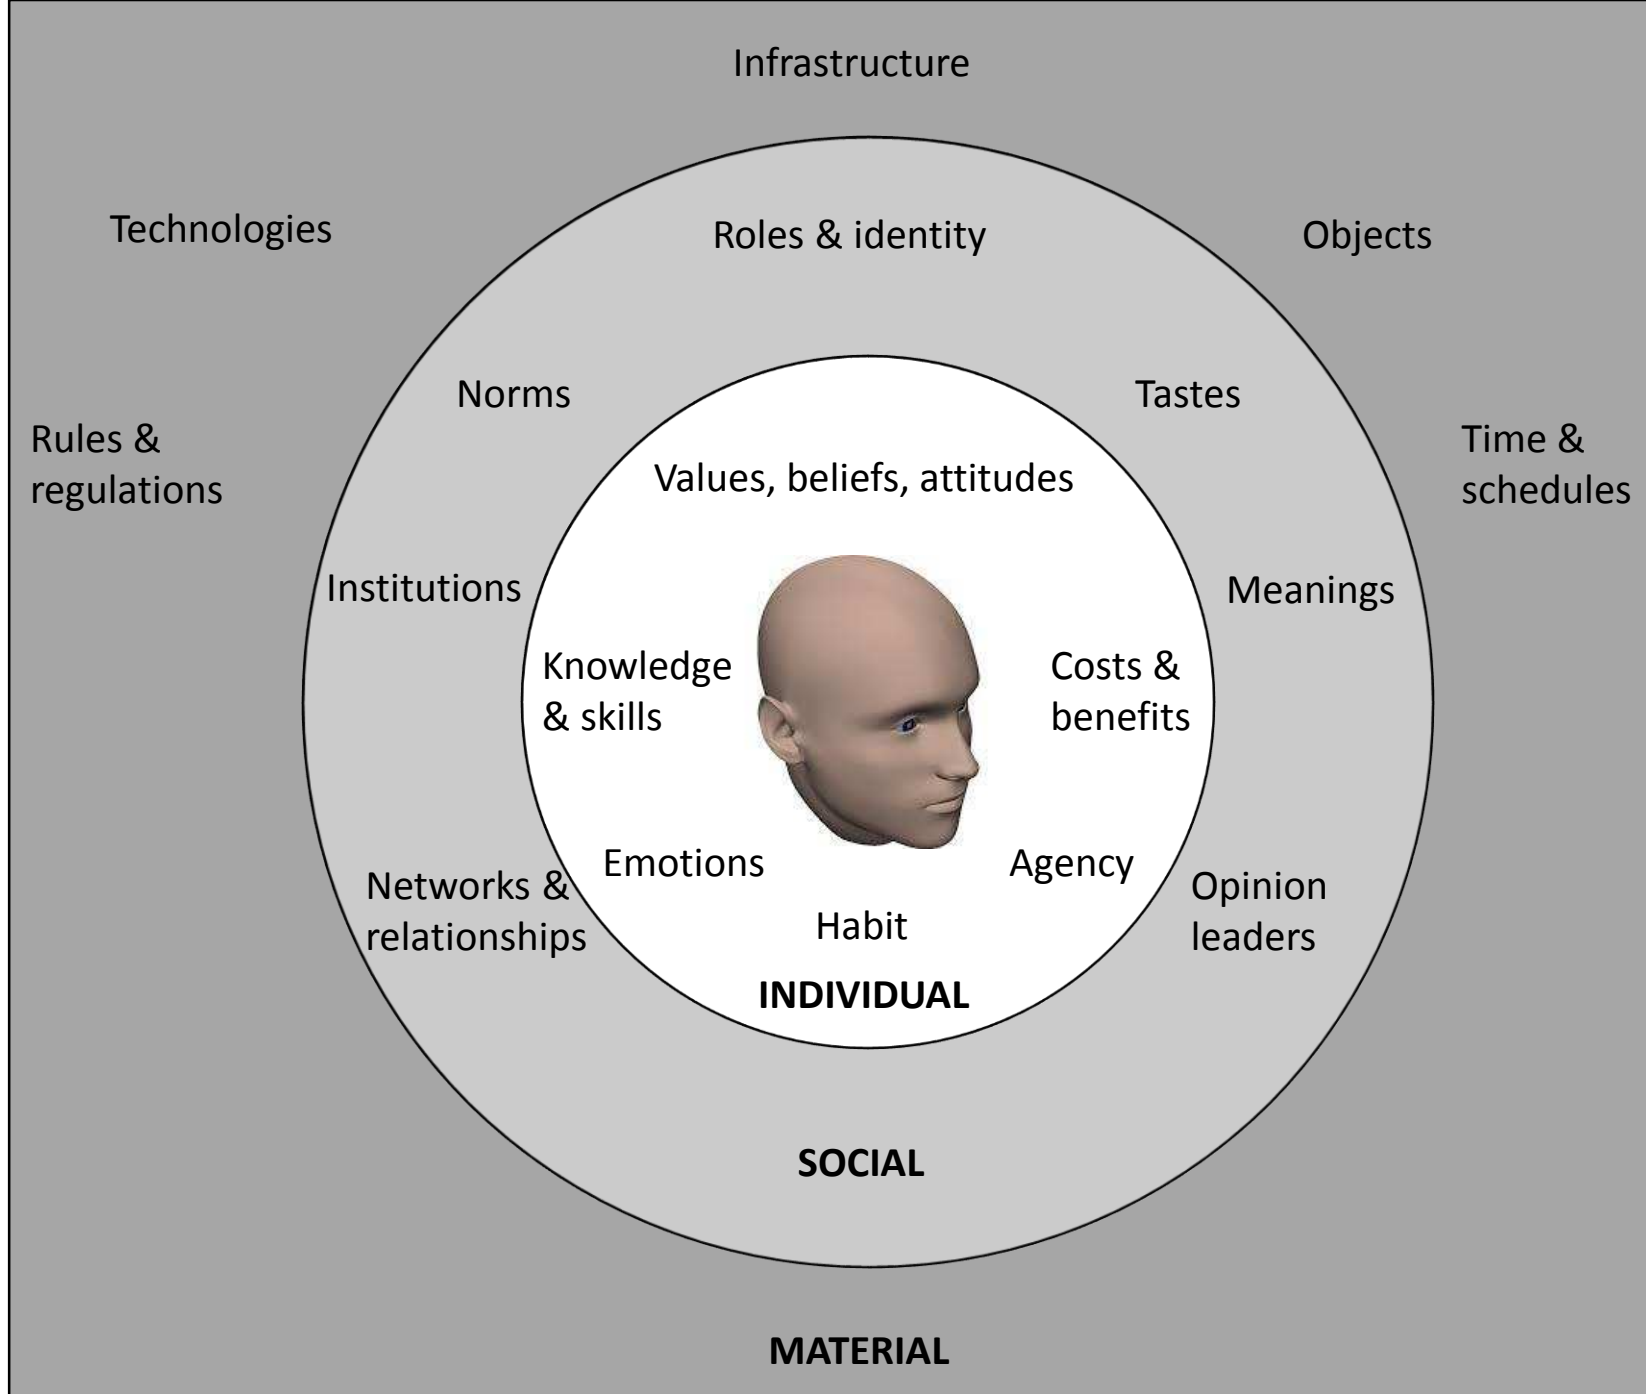 Infrastructure
Technologies
Roles & identity
Objects
Norms
Tastes
Rules &
regulations
Time &
schedules
Values, beliefs, attitudes
Institutions
Meanings
Knowledge
& skills
Costs &
benefits
Emotions
Agency
Networks &
relationships
Opinion
leaders
Habit
INDIVIDUAL
SOCIAL
MATERIAL